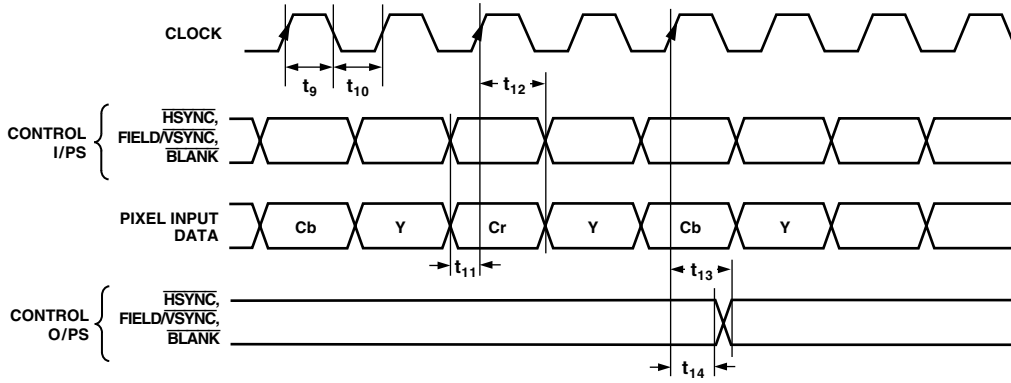 CLOCK
t9
t10
t12
CONTROL
I/PS
HSYNC,
FIELD/VSYNC,
BLANK
PIXEL INPUT
DATA
Cb
Y
Cr
Y
Cb
Y
t11
t13
CONTROL
O/PS
HSYNC,
FIELD/VSYNC,
BLANK
t14